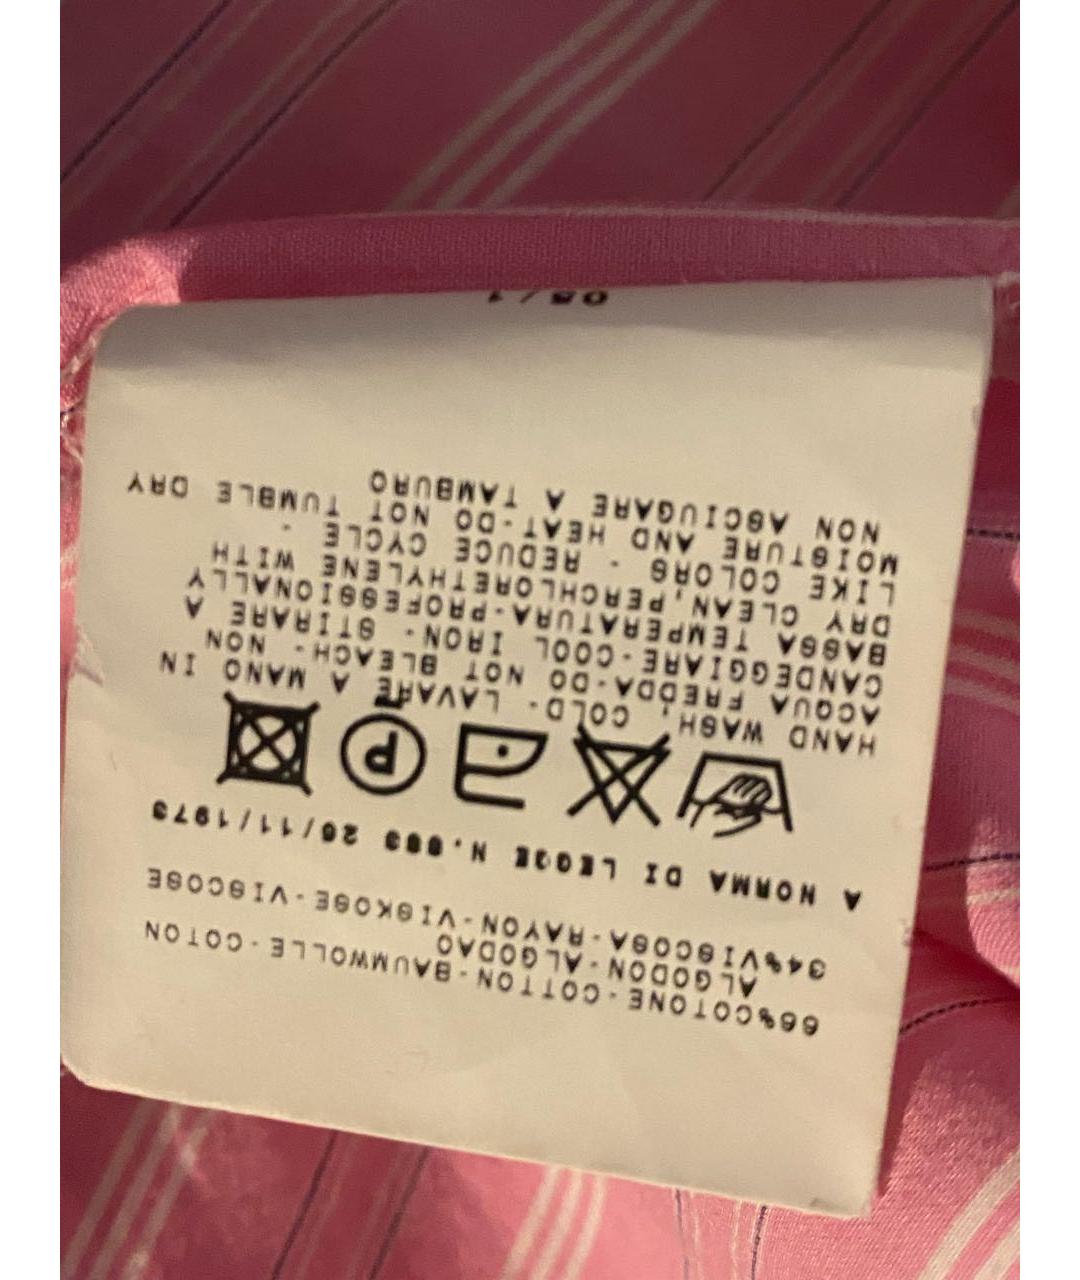 66%COTONE-COTTON-BAUMWOLLE-COTON
ALGODON-ALGODAO
34%VISCOSA-RAYON-VISKOSE-VISCOSE
A NORMA DI LEGGE N.883 26/11/1973
P
HAND WASH, COLD- LAVARE A MANO IN
ACQUA FREDDA-DO NOT BLEACH- NON
CANDEGGIARE-COOL IRON- STIRARE A
BASSA TEMPERATURA-PROFESSIONALLY
DRY CLEAN,PERCHLORETHYLENE WITH
LIKE COLORS - REDUCE CYCLE -
MOISTURE AND HEAT-DO NOT TUMBLE DRY
NON ASCIUGARE A TAMBURO